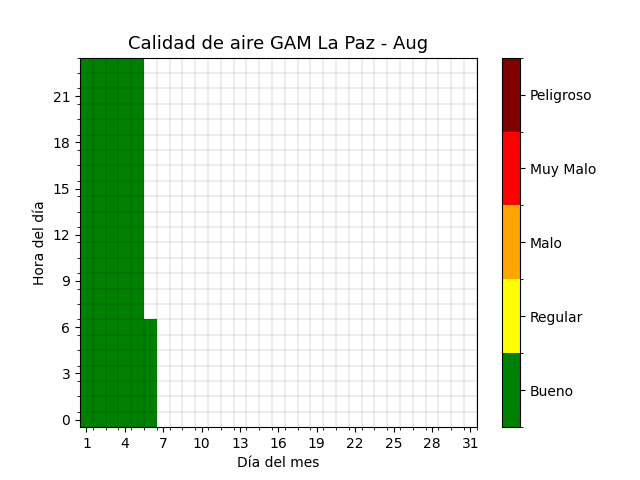 Calidad de aire GAM La Paz - Aug
Hora del día
21
18
15
12
9
6
3
0
1 4 7 10 13 16 19 22 25 28 31
Día del mes
Peligroso
Muy Malo
Malo
Regular
Bueno